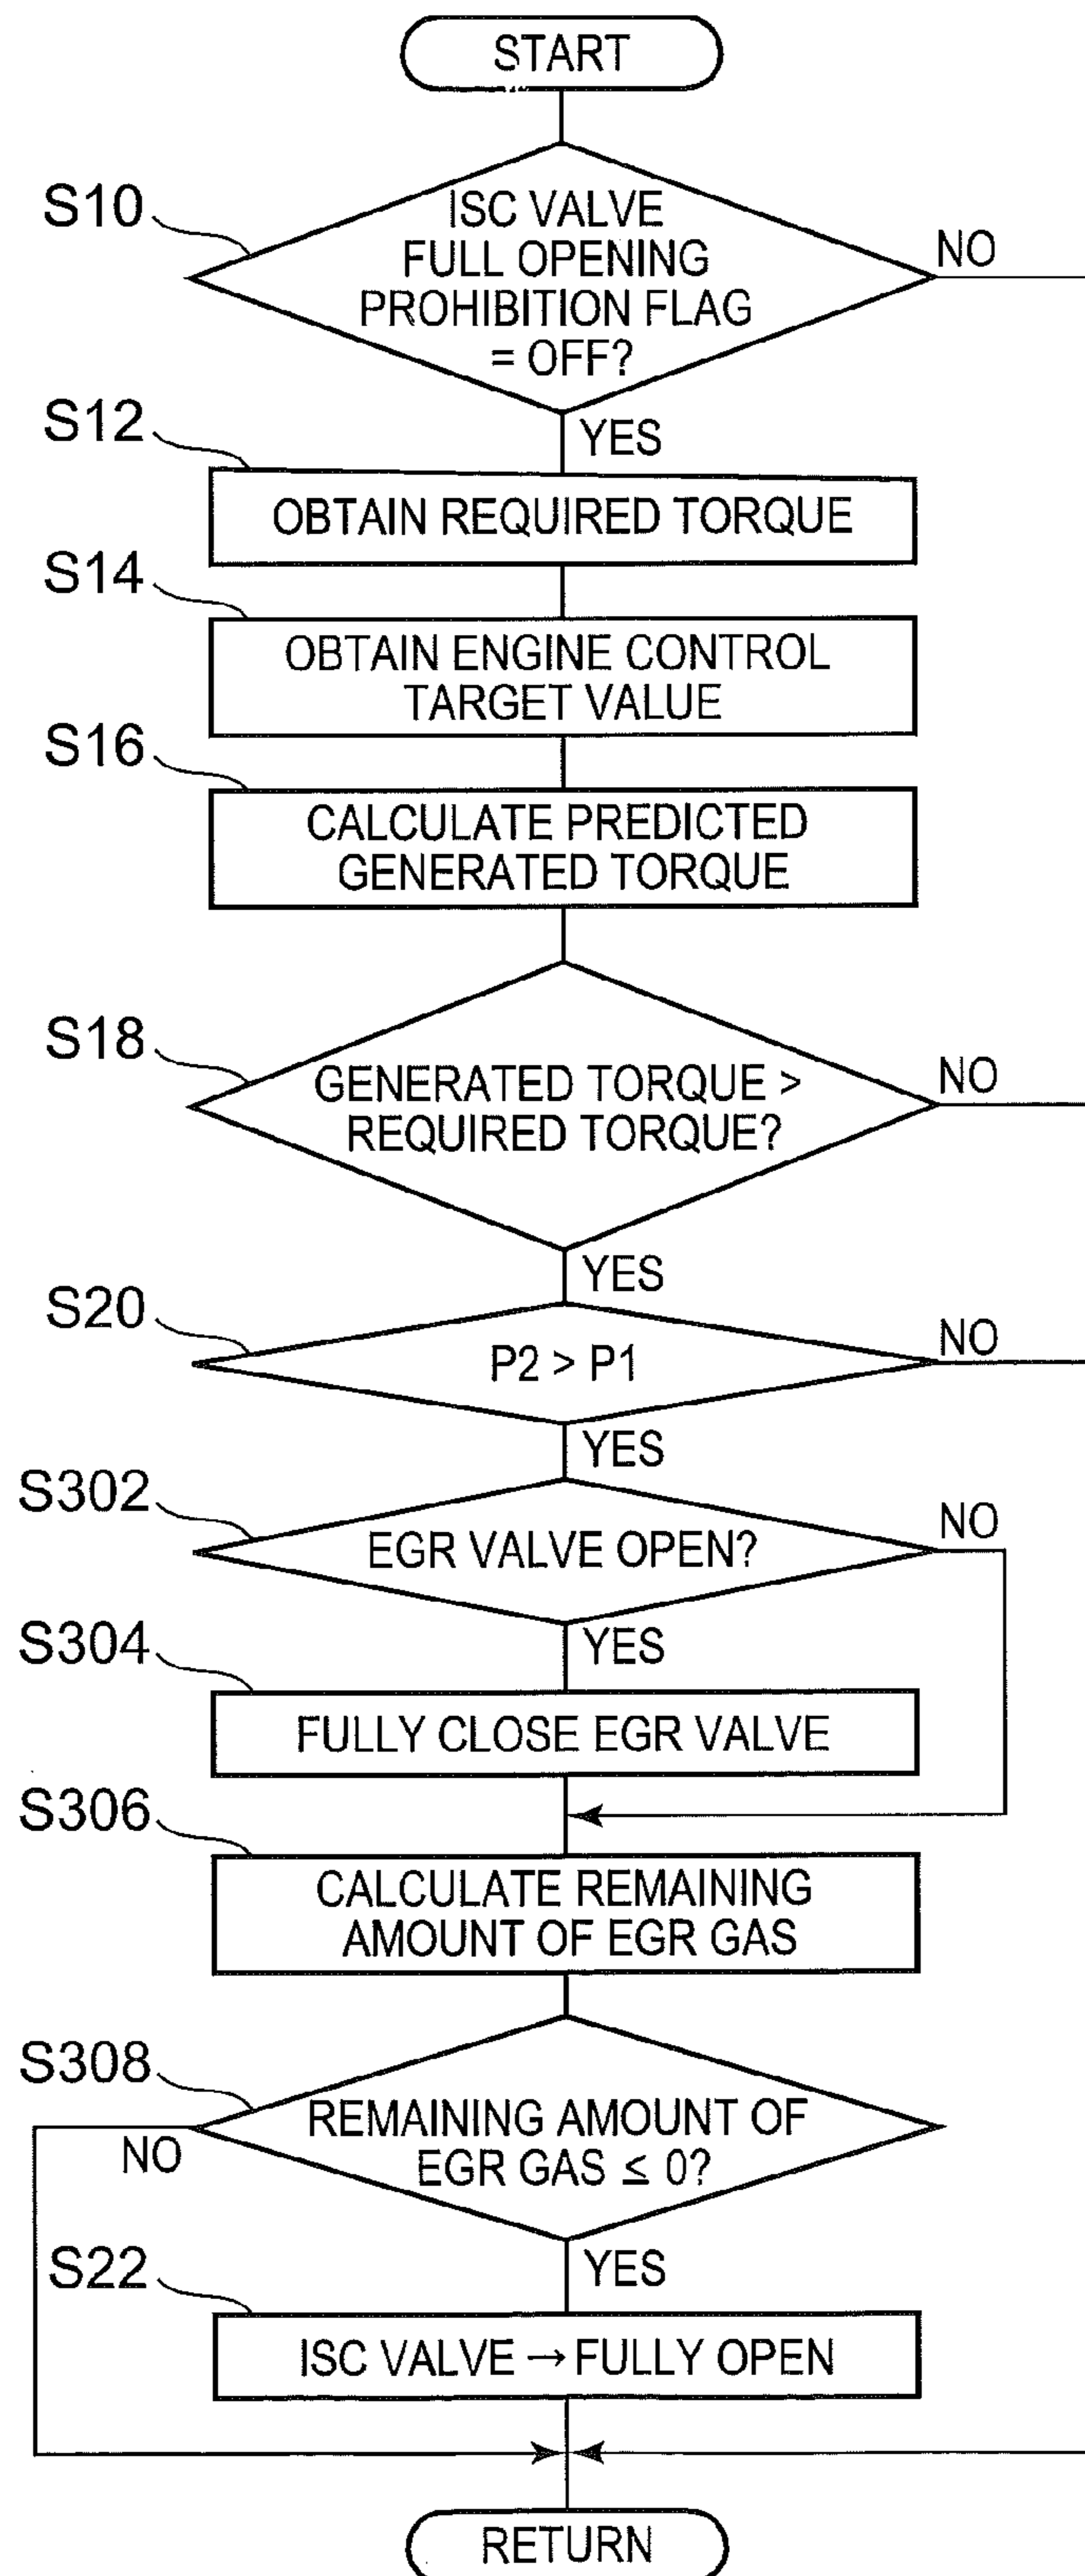 START
S10
ISC VALVE
FULL OPENING
PROHIBITION FLAG
= OFF?
NO
YES
S12
OBTAIN REQUIRED TORQUE
S14
OBTAIN ENGINE CONTROL
TARGET VALUE
S16
CALCULATE PREDICTED
GENERATED TORQUE
S18
GENERATED TORQUE >
REQUIRED TORQUE?
NO
YES
S20
P2 > P1
NO
YES
S302
EGR VALVE OPEN?
NO
YES
S304
FULLY CLOSE EGR VALVE
S306
CALCULATE REMAINING
AMOUNT OF EGR GAS
S308
REMAINING AMOUNT OF
EGR GAS ≤ 0?
NO
YES
S22
ISC VALVE → FULLY OPEN
RETURN